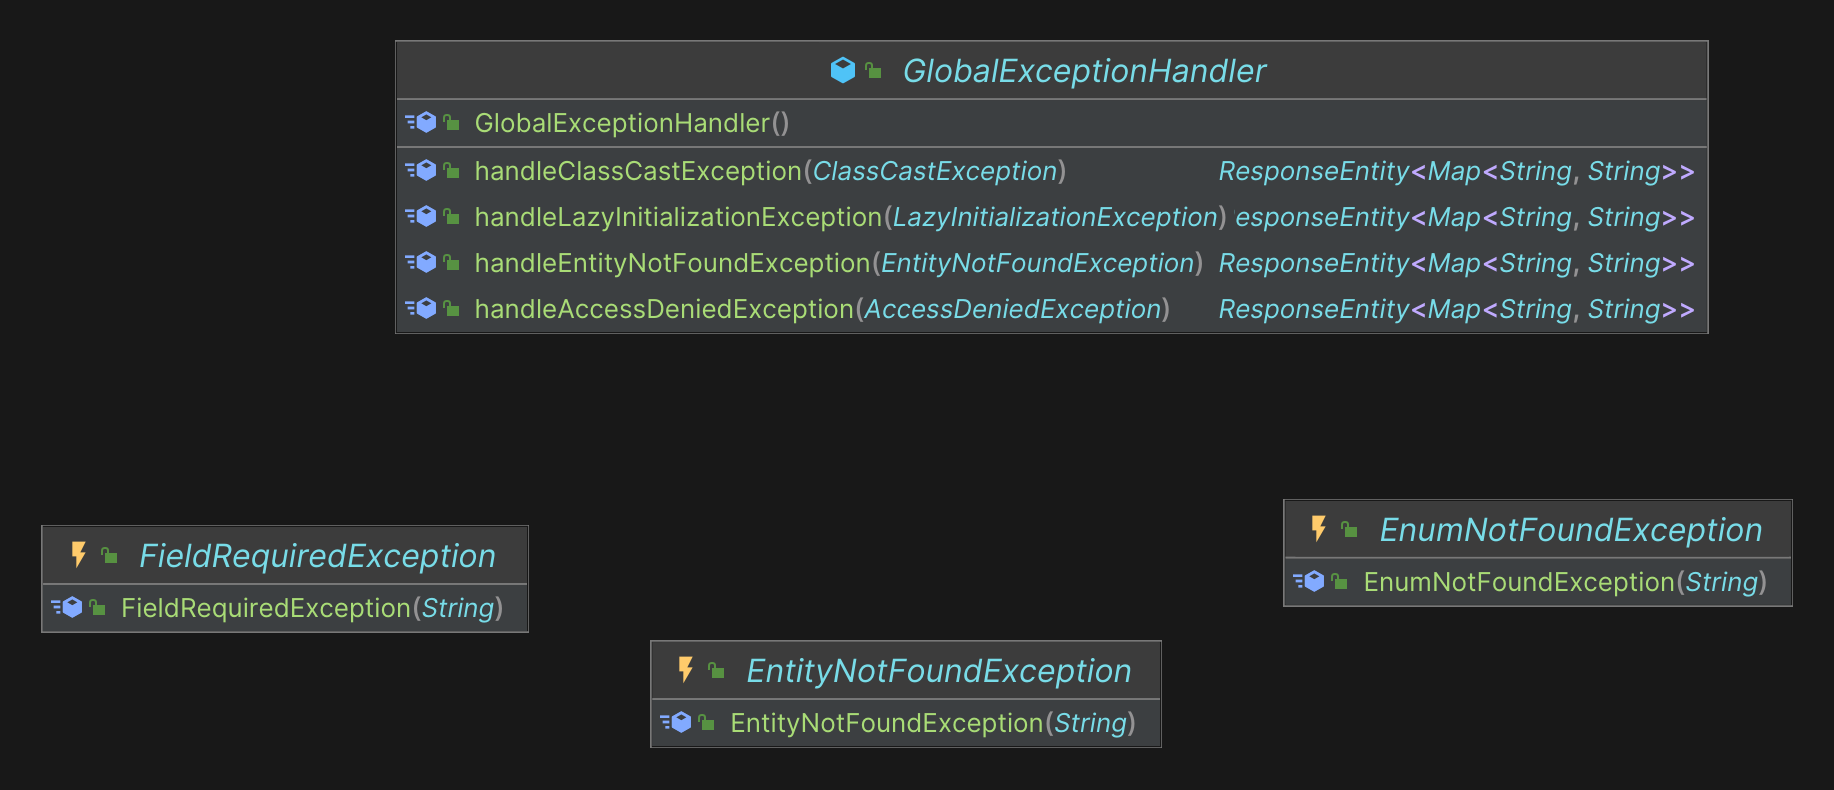 GlobalExceptionHandler
GlobalExceptionHandler()
handleClassCastException(ClassCastException) ResponseEntity<Map<String, String>>
handleLazyInitializationException(LazyInitializationException) esponseEntity<Map<String, String>>
handleEntityNotFoundException(EntityNotFoundException) ResponseEntity<Map<String, String>>
handleAccessDeniedException(AccessDeniedException) ResponseEntity<Map<String, String>>
FieldRequiredException
FieldRequiredException(String)
EnumNotFoundException
EnumNotFoundException(String)
EntityNotFoundException
EntityNotFoundException(String)